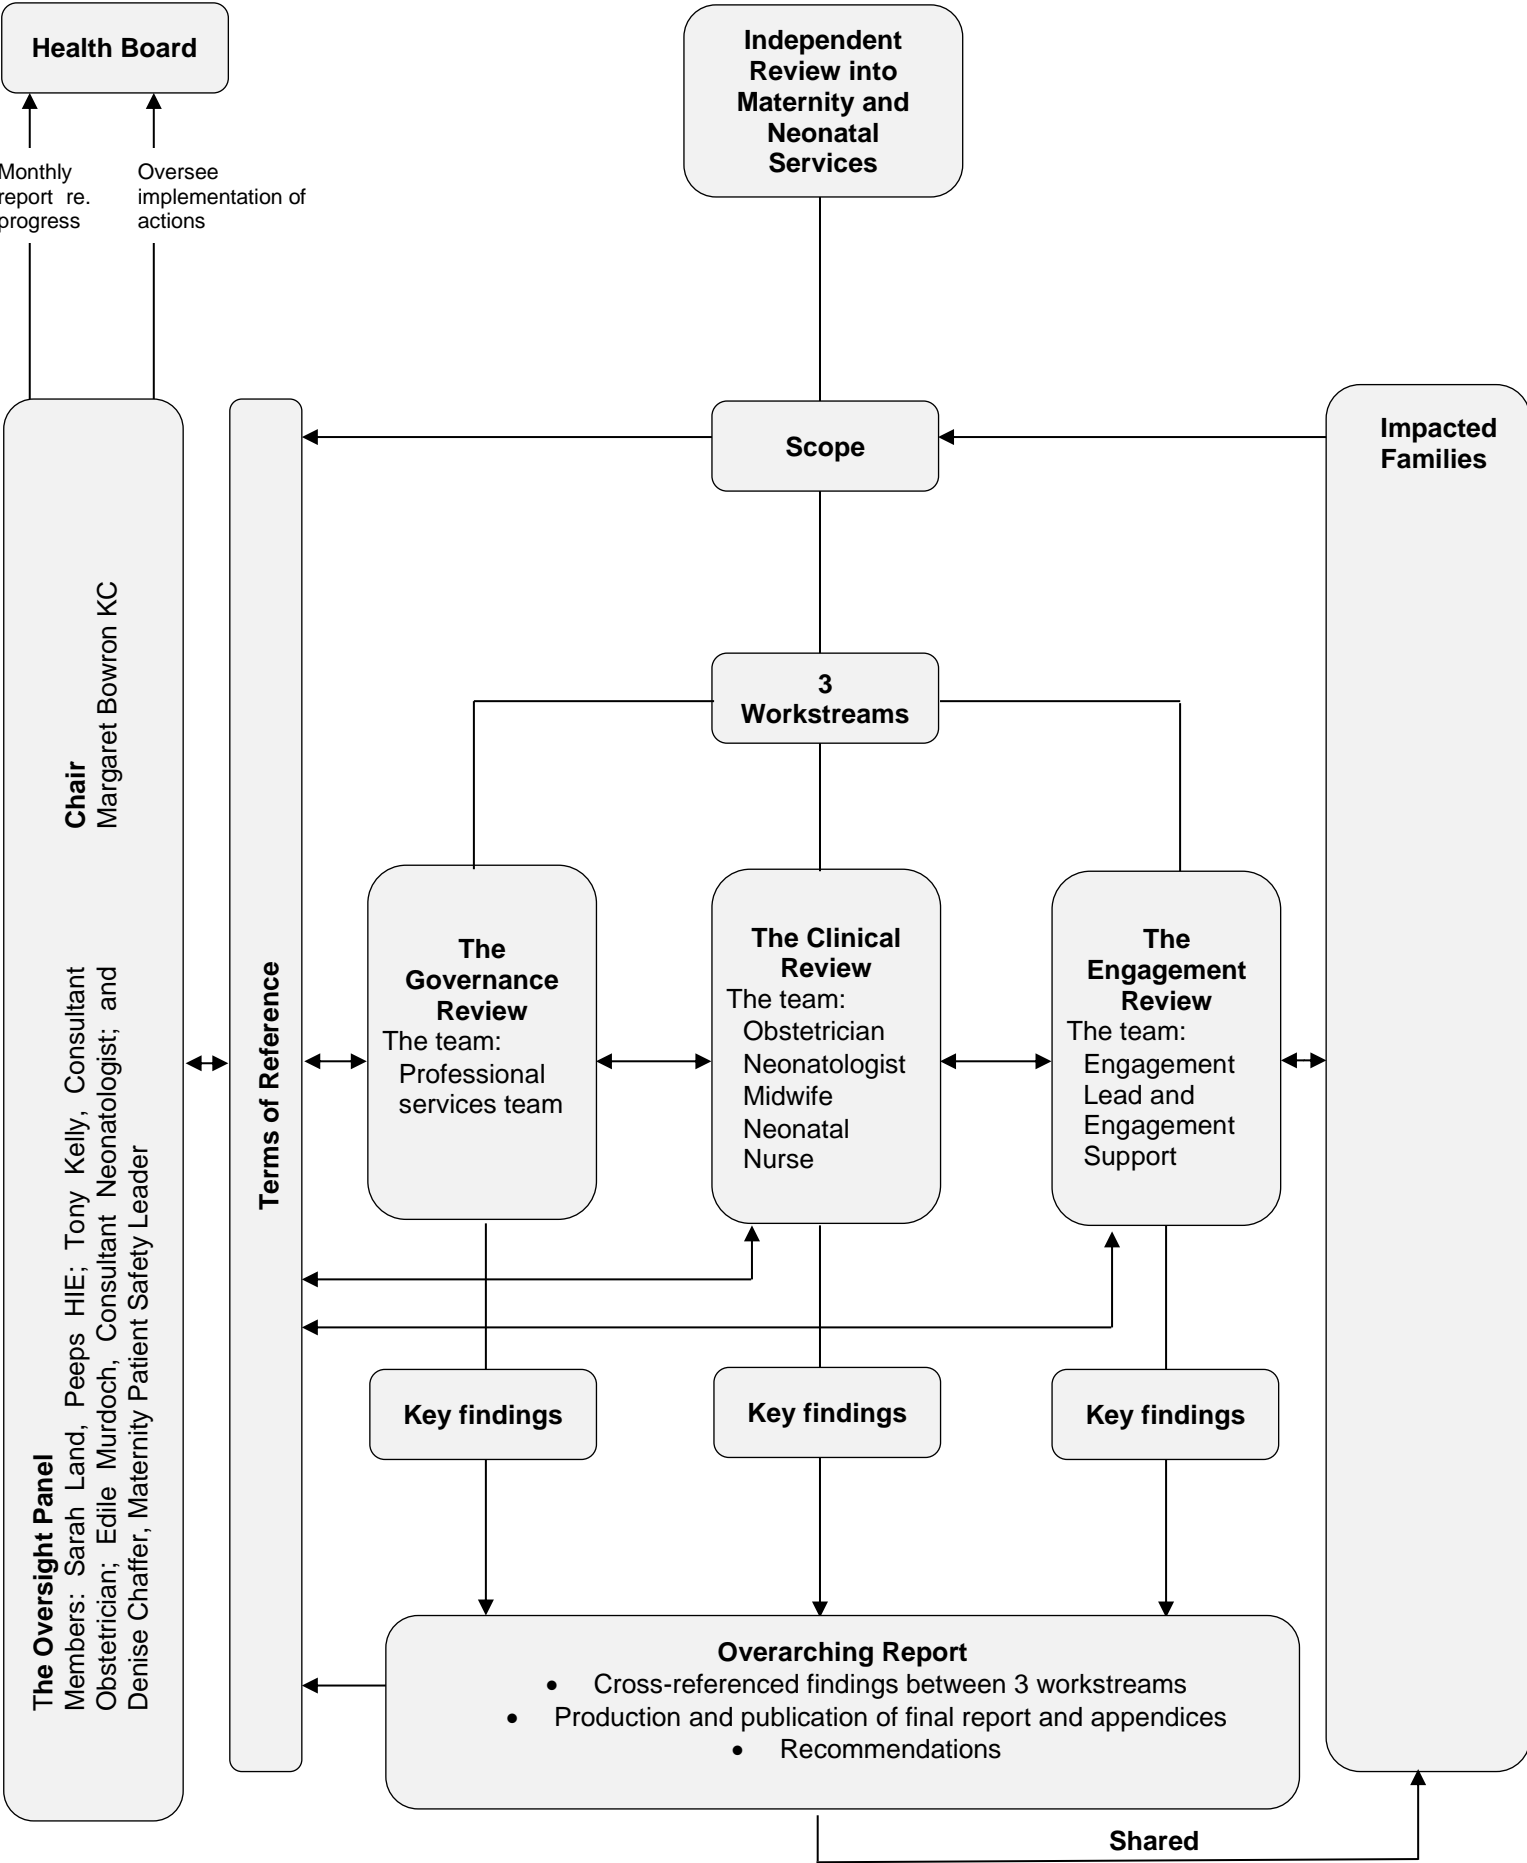 Health Board
Independent
Review into
Maternity and
Neonatal
Services
Monthly
report re.
progress
Oversee
implementation of
actions
Scope
Impacted
Families
3
Workstreams
Chair
Margaret Bowron KC
The Oversight Panel
Members: Sarah Land, Peeps HIE; Tony Kelly, Consultant
Obstetrician; Edile Murdoch, Consultant Neonatologist; and
Denise Chaffer, Maternity Patient Safety Leader
Terms of Reference
The
Governance
Review
The team:
Professional
services team
The Clinical
Review
The team:
Obstetrician
Neonatologist
Midwife
Neonatal
Nurse
The
Engagement
Review
The team:
Engagement
Lead and
Engagement
Support
Key findings
Key findings
Key findings
Overarching Report
• Cross-referenced findings between 3 workstreams
• Production and publication of final report and appendices
• Recommendations
Shared